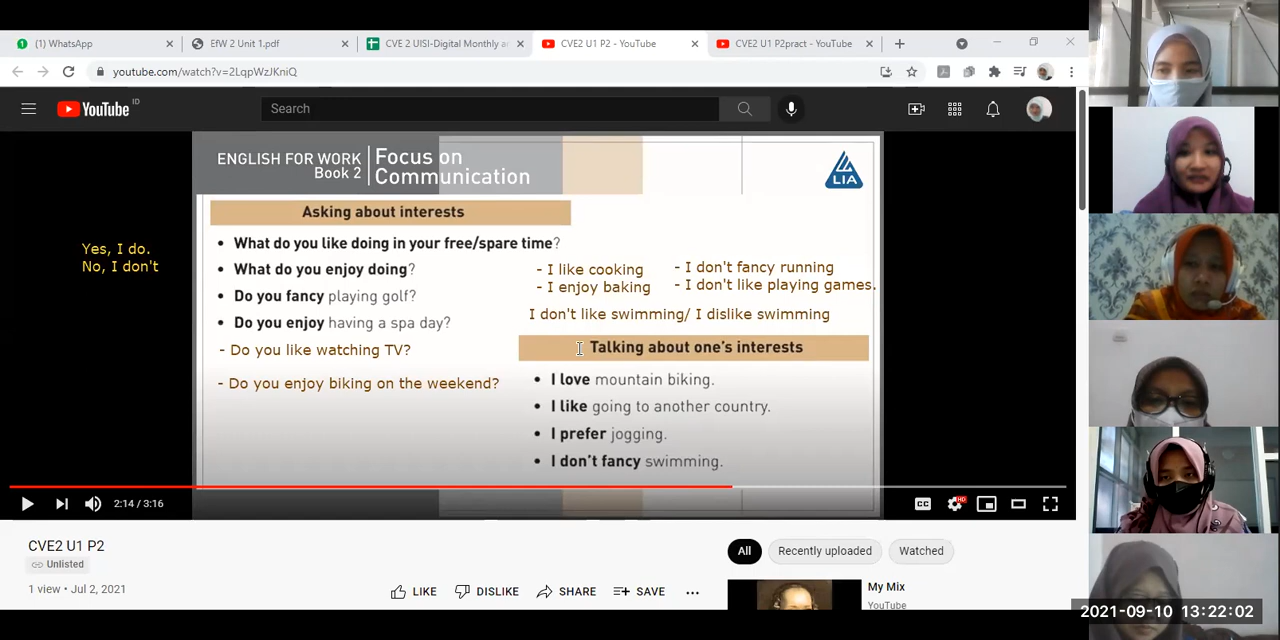 (1) WhatsApp
EfW 2 Unit 1.pdf
CVE 2 UISI-Digital Monthly
CVE2 U1 P2 - YouTube
CVE2 U1 P2pract - YouTube
youtube.com/watch?v=2LqpWzJKniQ
YouTube ID
Search
ENGLISH FOR WORK
Book 2
Focus on
Communication
LIA
Asking about interests
• What do you like doing in your free/spare time?
• What do you enjoy doing?
• Do you fancy playing golf?
• Do you enjoy having a spa day?
- Do you like watching TV?
- Do you enjoy biking on the weekend?
Yes, I do.
No, I don't
- I like cooking
- I enjoy baking
- I don't fancy running
- I don't like playing games.
I don't like swimming/ I dislike swimming
Talking about one's interests
• I love mountain biking.
• I like going to another country.
• I prefer jogging.
• I don't fancy swimming.
2:14 / 3:16
CC
HD
CVE2 U1 P2
Unlisted
1 view • Jul 2, 2021
LIKE
DISLIKE
SHARE
SAVE
All
Recently uploaded
Watched
My Mix
YouTube
2021-09-10 13:22:02